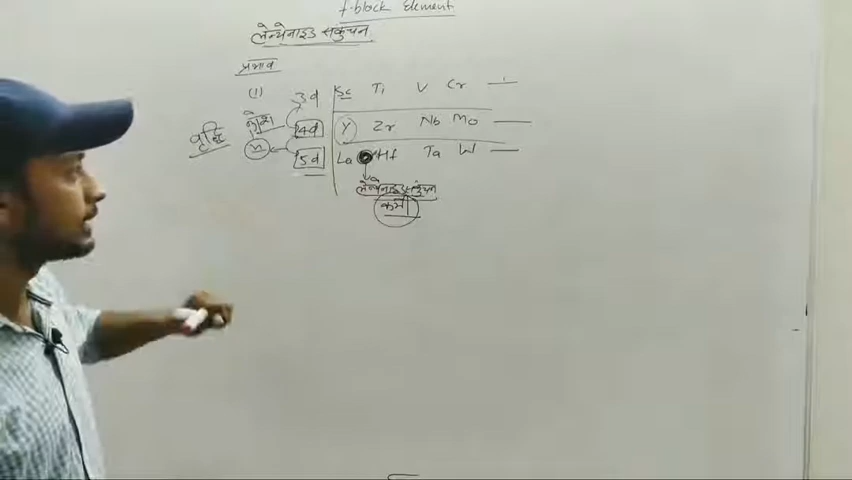 f-block Element
लेन्थेनाइड संकुचन
प्रभाव
(1) 3d Sc Ti V Cr —
वृद्धि 4d Y Zr Nb Mo —
n 5d La Hf Ta W —
लेन्थेनाइड संकुचन
कमी